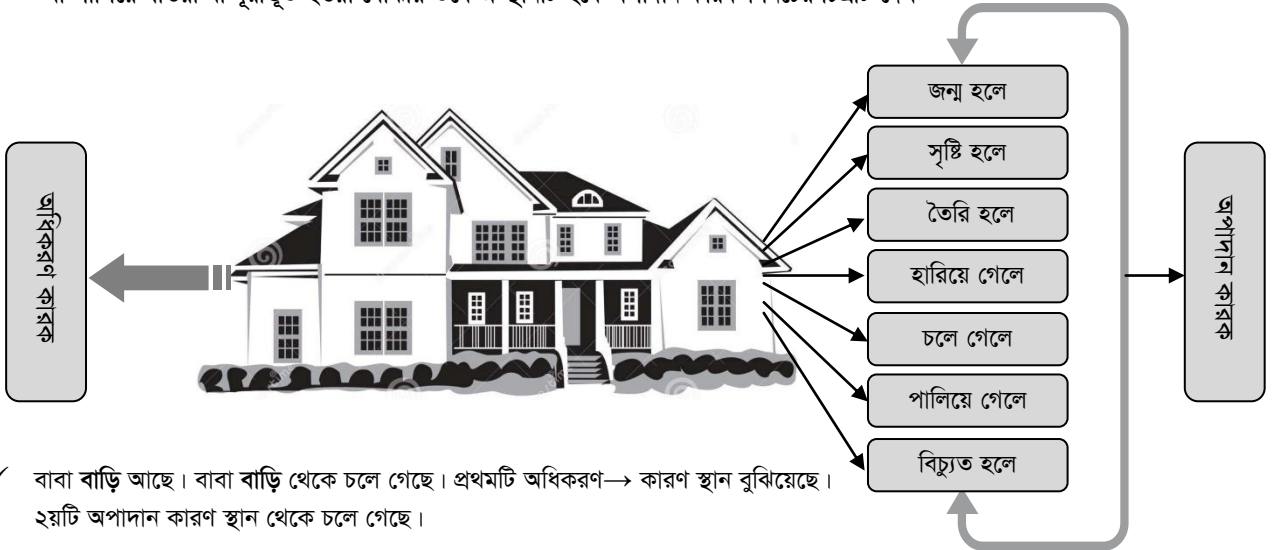 জন্ম হলে
সৃষ্টি হলে
তৈরি হলে
হারিয়ে গেলে
চলে গেলে
পালিয়ে গেলে
বিচ্যুত হলে
অধিকরণ কারক
অপাদান কারক
✓ বাবা বাড়ি আছে। বাবা বাড়ি থেকে চলে গেছে। প্রথমটি অধিকরণ→ কারণ স্থান বুঝিয়েছে।
২য়টি অপাদান কারণ স্থান থেকে চলে গেছে।